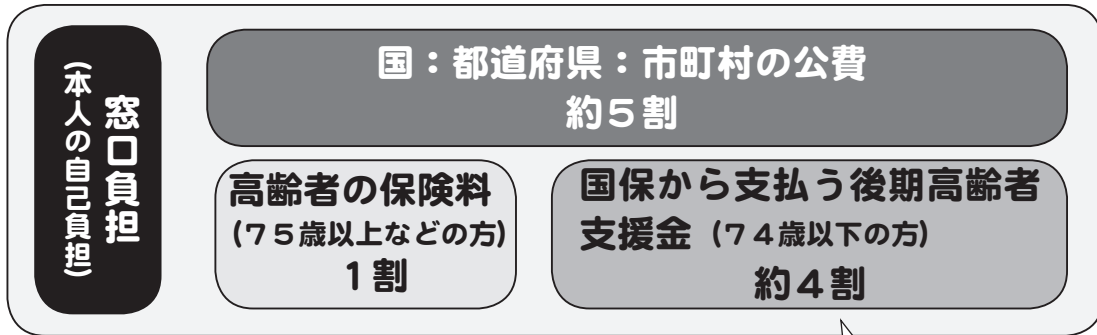 窓口負担
(本人の自己負担)
国：都道府県：市町村の公費
約５割
高齢者の保険料
(７５歳以上などの方)
１割
国保から支払う後期高齢者
支援金 (７４歳以下の方)
約４割